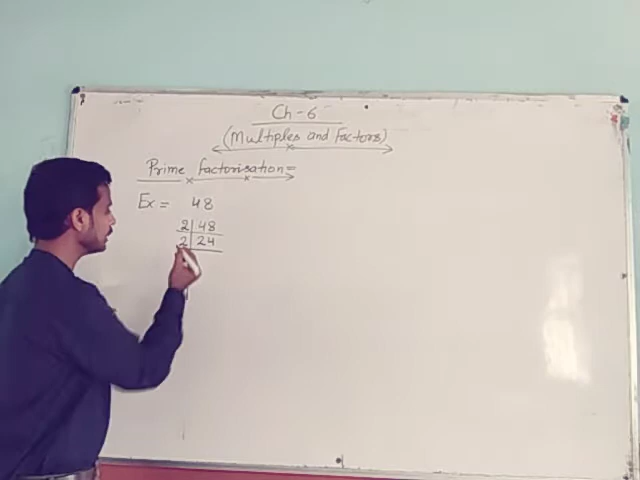 Ch-6
(Multiples and Factors)
Prime factorisation=
Ex = 48
2 | 48
2 | 24